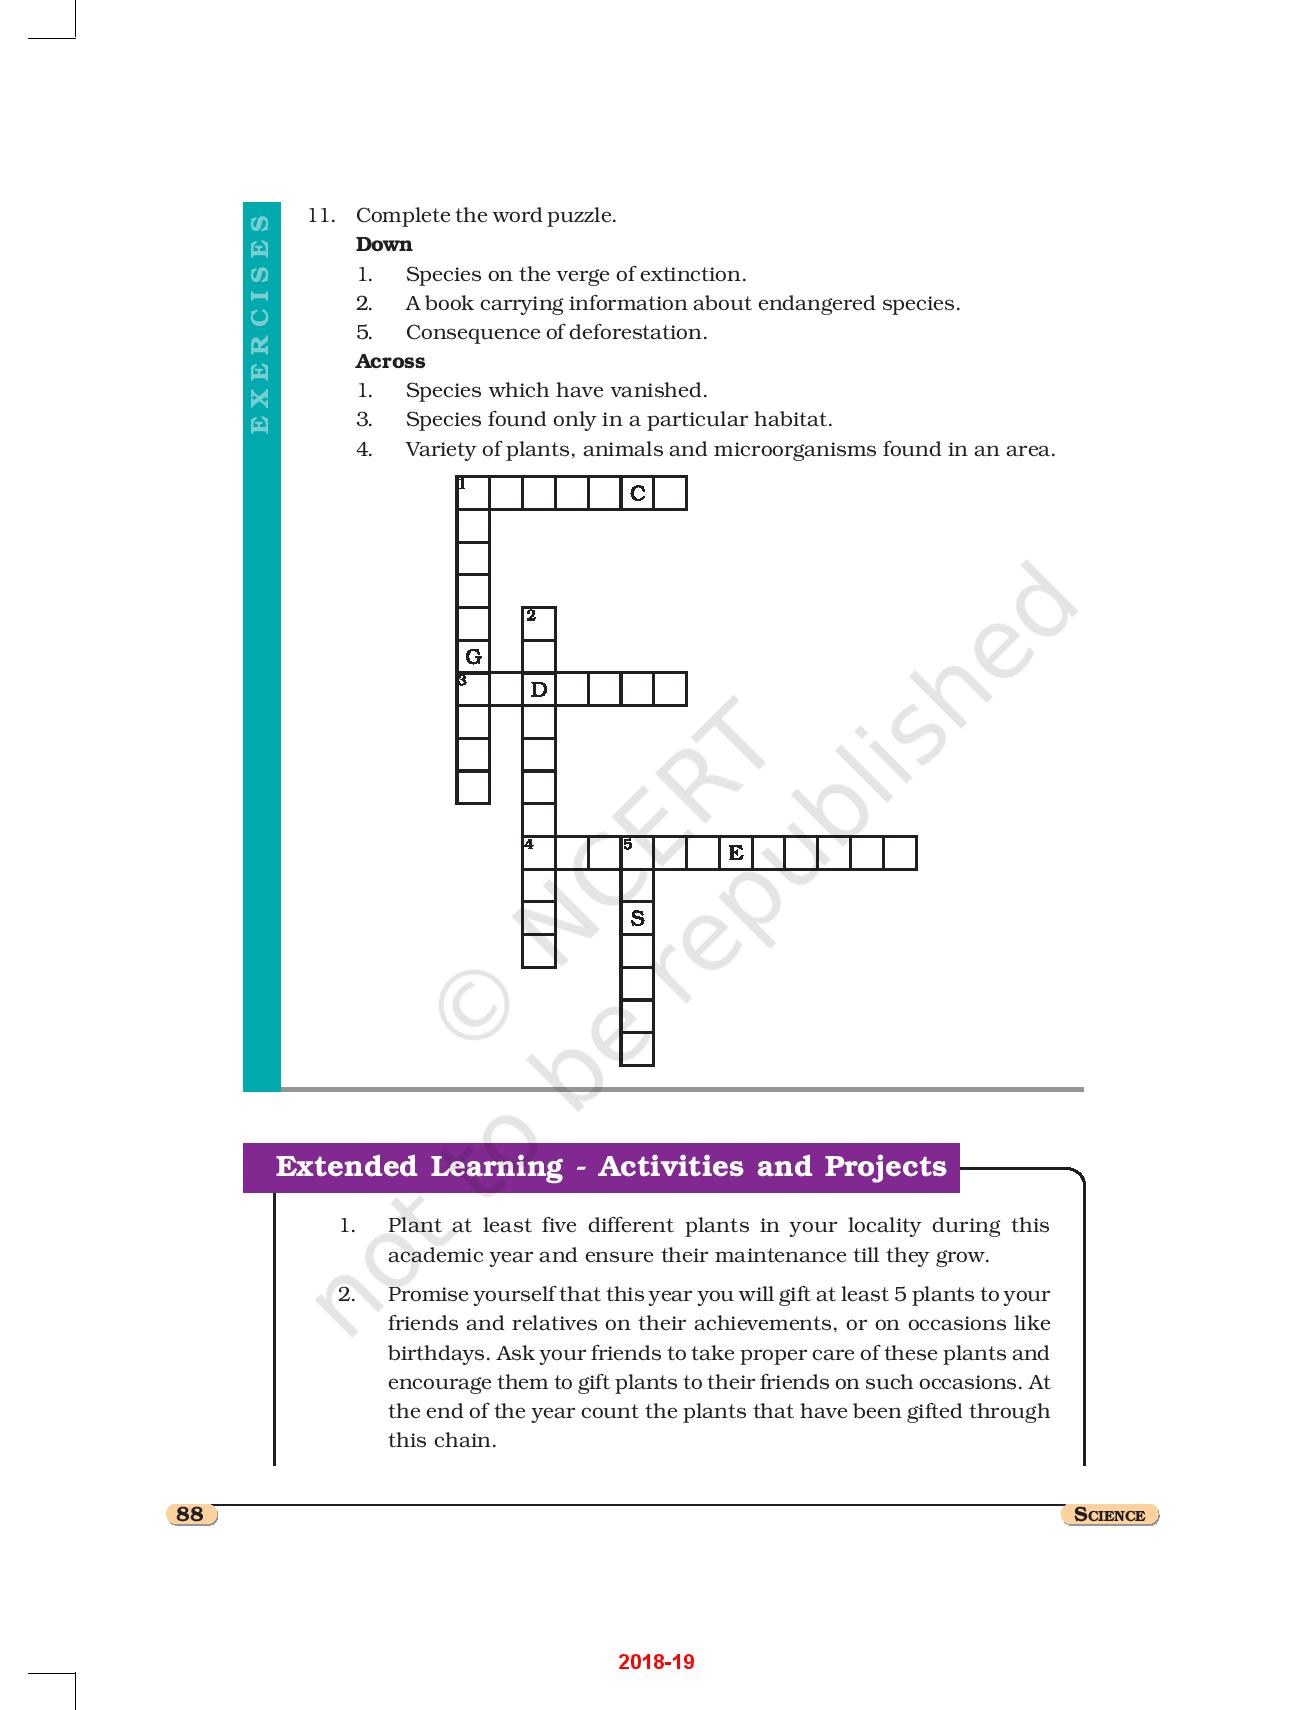 EXERCISES
11. Complete the word puzzle.
Down
1. Species on the verge of extinction.
2. A book carrying information about endangered species.
5. Consequence of deforestation.
Across
1. Species which have vanished.
3. Species found only in a particular habitat.
4. Variety of plants, animals and microorganisms found in an area.
1 C
2
G
3 D
4 5 E
S
© NCERT
not to be republished
Extended Learning - Activities and Projects
1. Plant at least five different plants in your locality during this
academic year and ensure their maintenance till they grow.
2. Promise yourself that this year you will gift at least 5 plants to your
friends and relatives on their achievements, or on occasions like
birthdays. Ask your friends to take proper care of these plants and
encourage them to gift plants to their friends on such occasions. At
the end of the year count the plants that have been gifted through
this chain.
88 SCIENCE
2018-19